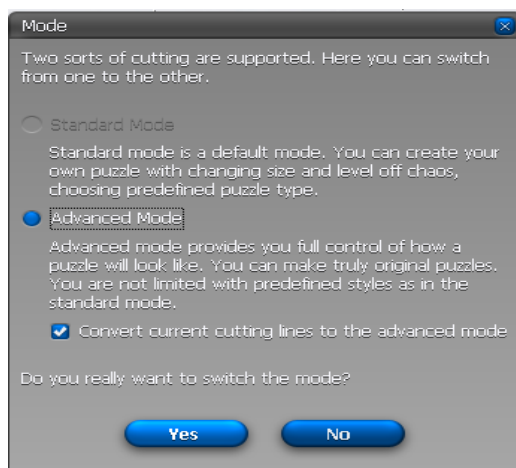 Mode
Two sorts of cutting are supported. Here you can switch
from one to the other.
Standard Mode
Standard mode is a default mode. You can create your
own puzzle with changing size and level off chaos,
choosing predefined puzzle type.
Advanced Mode
Advanced mode provides you full control of how a
puzzle will look like. You can make truly original puzzles.
You are not limited with predefined styles as in the
standard mode.
Convert current cutting lines to the advanced mode
Do you really want to switch the mode?
Yes
No